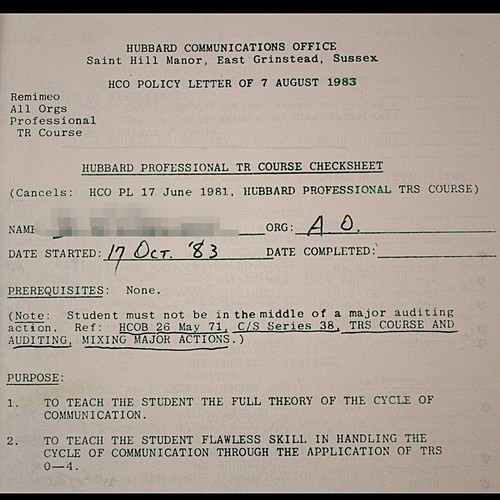 HUBBARD COMMUNICATIONS OFFICE
Saint Hill Manor, East Grinstead, Sussex
HCO POLICY LETTER OF 7 AUGUST 1983
Remimeo
All Orgs
Professional
TR Course
HUBBARD PROFESSIONAL TR COURSE CHECKSHEET
(Cancels: HCO PL 17 June 1981, HUBBARD PROFESSIONAL TRS COURSE)
NAME ORG: A.O.
DATE STARTED: 17 Oct. '83 DATE COMPLETED:
PREREQUISITES: None.
(Note: Student must not be in the middle of a major auditing
action. Ref: HCOB 26 May 71, C/S Series 38, TRS COURSE AND
AUDITING, MIXING MAJOR ACTIONS.)
PURPOSE:
1. TO TEACH THE STUDENT THE FULL THEORY OF THE CYCLE OF
COMMUNICATION.
2. TO TEACH THE STUDENT FLAWLESS SKILL IN HANDLING THE
CYCLE OF COMMUNICATION THROUGH THE APPLICATION OF TRS
0—4.